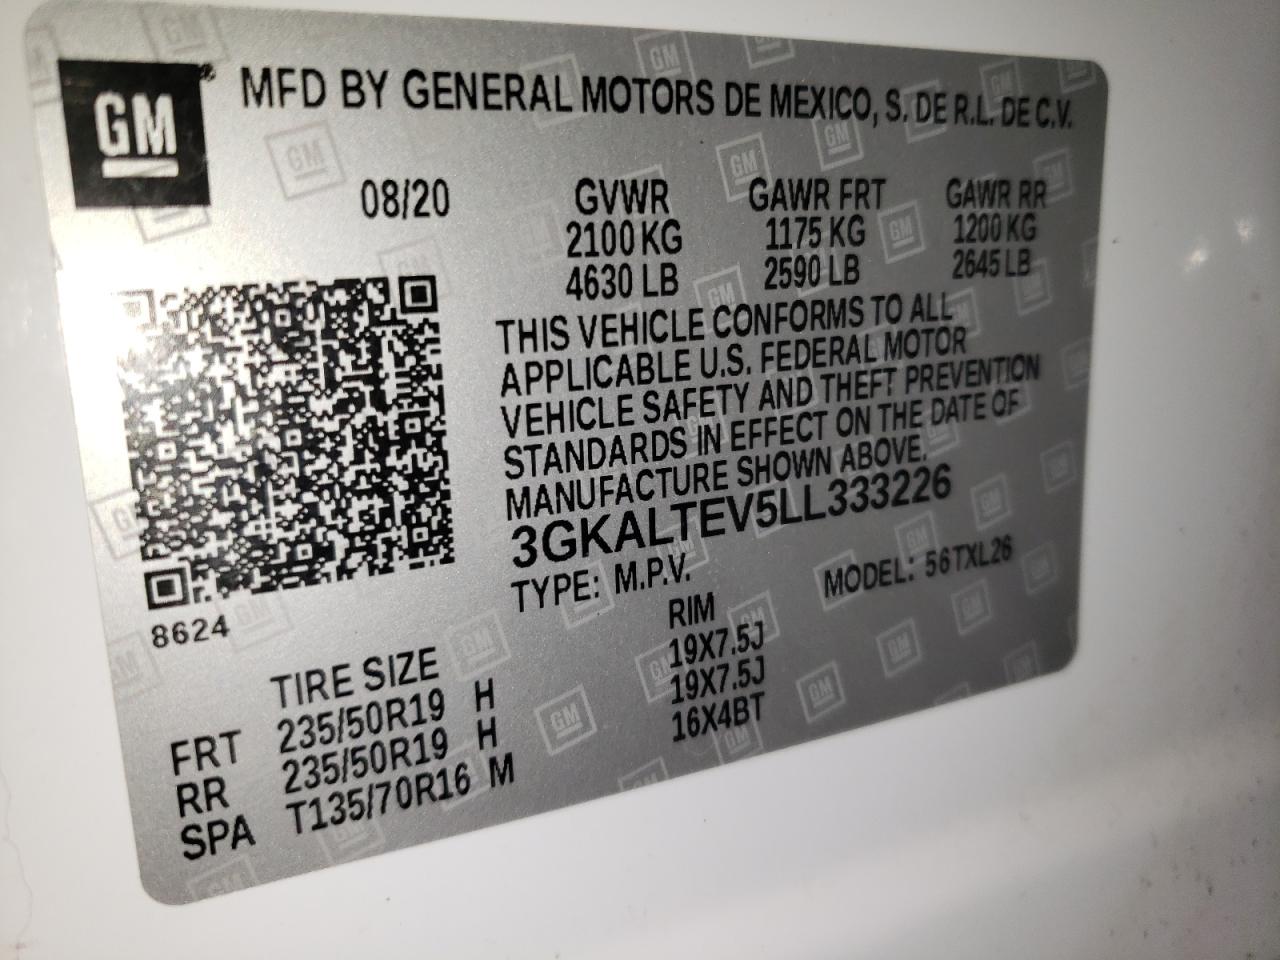 GM
MFD BY GENERAL MOTORS DE MEXICO, S. DE R.L. DE C.V.
08/20 GVWR GAWR FRT GAWR RR
2100 KG 1175 KG 1200 KG
4630 LB 2590 LB 2645 LB
THIS VEHICLE CONFORMS TO ALL
APPLICABLE U.S. FEDERAL MOTOR
VEHICLE SAFETY AND THEFT PREVENTION
STANDARDS IN EFFECT ON THE DATE OF
MANUFACTURE SHOWN ABOVE.
3GKALTEV5LL333226
TYPE: M.P.V. MODEL: 56TXL26
8624
TIRE SIZE RIM
FRT 235/50R19 H 19X7.5J
RR 235/50R19 H 19X7.5J
SPA T135/70R16 M 16X4BT